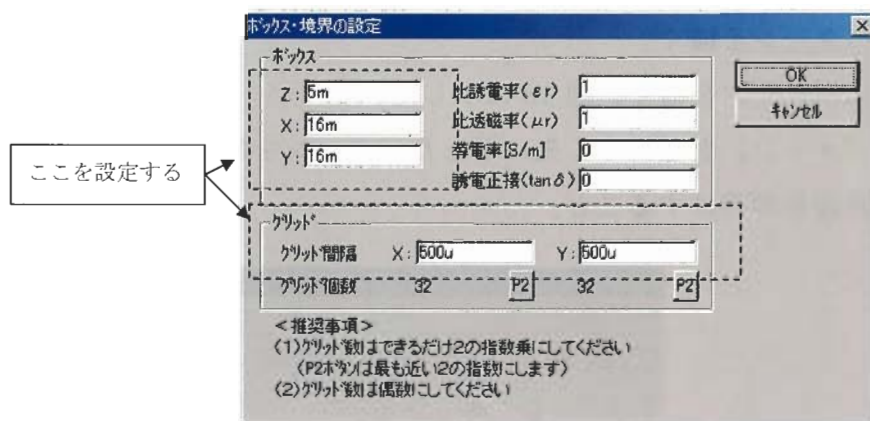 ボックス・境界の設定
ボックス
Z: 5m
X: 16m
Y: 16m
比誘電率(εr) 1
比透磁率(μr) 1
導電率[S/m] 0
誘電正接(tanδ) 0
OK
キャンセル
ここを設定する
グリッド
グリッド間隔 X: 500u Y: 500u
グリッド個数 32 P2 32 P2
<推奨事項>
(1)グリッド数はできるだけ2の指数乗にしてください
(P2ボタンは最も近い2の指数にします)
(2)グリッド数は偶数にしてください